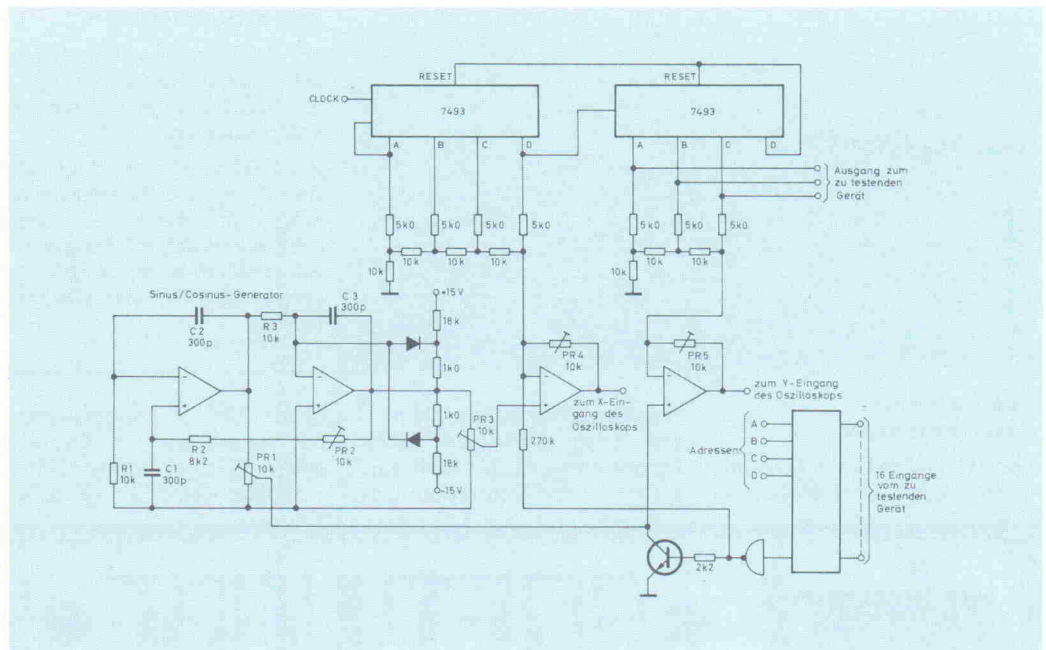 RESET
RESET
CLOCK
7493
7493
A B C D
A B C D
Ausgang zum
zu testenden
Gerät
5k0 5k0 5k0 5k0
5k0 5k0 5k0
10k 10k 10k
10k 10k
10k
10k
Sinus/Cosinus-Generator
+15V
C2
300p
R3
10k
C3
300p
18k
1k0
PR4
10k
PR5
10k
zum X-Ein-
gang des
Oszilloskops
zum Y-Eingang
des Oszilloskops
1k0
PR3
10k
270k
R2
8k2
PR2
10k
18k
R1
10k
C1
300p
PR1
10k
-15V
Adressen
A
B
C
D
16 Eingänge
vom zu
testenden
Gerät
2k2